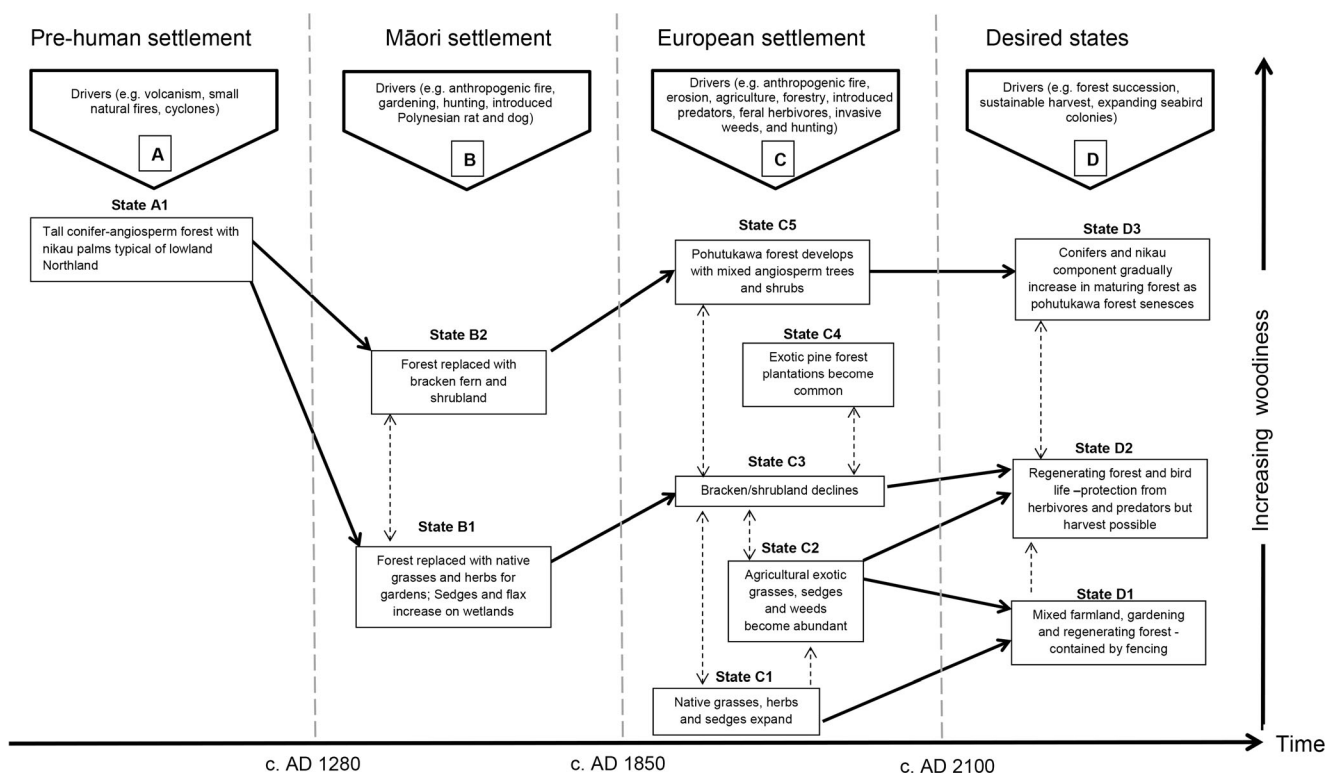 Pre-human settlement
Māori settlement
European settlement
Desired states
Drivers (e.g. volcanism, small
natural fires, cyclones)
A
Drivers (e.g. anthropogenic fire,
gardening, hunting, introduced
Polynesian rat and dog)
B
Drivers (e.g. anthropogenic fire,
erosion, agriculture, forestry, introduced
predators, feral herbivores, invasive
weeds, and hunting)
C
Drivers (e.g. forest succession,
sustainable harvest, expanding seabird
colonies)
D
State A1
Tall conifer-angiosperm forest with
nikau palms typical of lowland
Northland
State B2
Forest replaced with
bracken fern and
shrubland
State B1
Forest replaced with native
grasses and herbs for
gardens; Sedges and flax
increase on wetlands
State C5
Pohutukawa forest develops
with mixed angiosperm trees
and shrubs
State C4
Exotic pine forest
plantations become
common
State C3
Bracken/shrubland declines
State C2
Agricultural exotic
grasses, sedges
and weeds
become abundant
State C1
Native grasses, herbs
and sedges expand
State D3
Conifers and nikau
component gradually
increase in maturing forest as
pohutukawa forest senesces
State D2
Regenerating forest and bird
life –protection from
herbivores and predators but
harvest possible
State D1
Mixed farmland, gardening
and regenerating forest -
contained by fencing
Increasing woodiness
Time
c. AD 1280
c. AD 1850
c. AD 2100